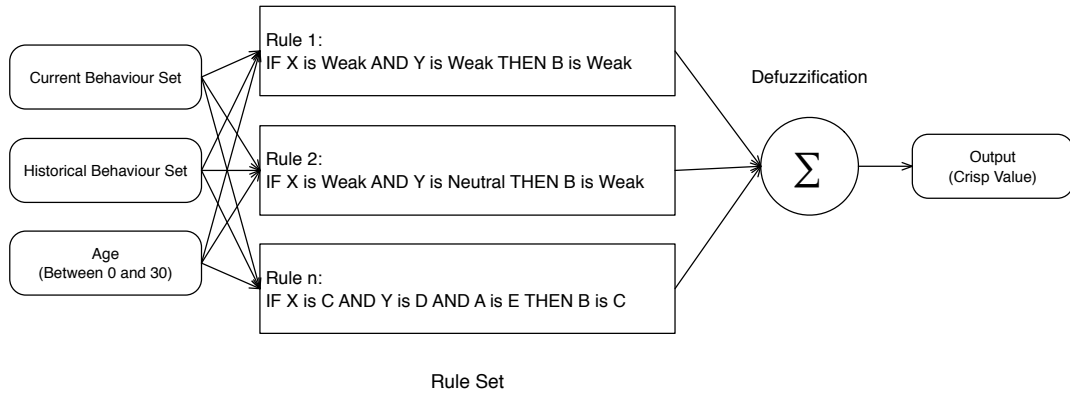 Current Behaviour Set
Historical Behaviour Set
Age
(Between 0 and 30)
Rule 1:
IF X is Weak AND Y is Weak THEN B is Weak
Rule 2:
IF X is Weak AND Y is Neutral THEN B is Weak
Rule n:
IF X is C AND Y is D AND A is E THEN B is C
Rule Set
Defuzzification
∑
Output
(Crisp Value)